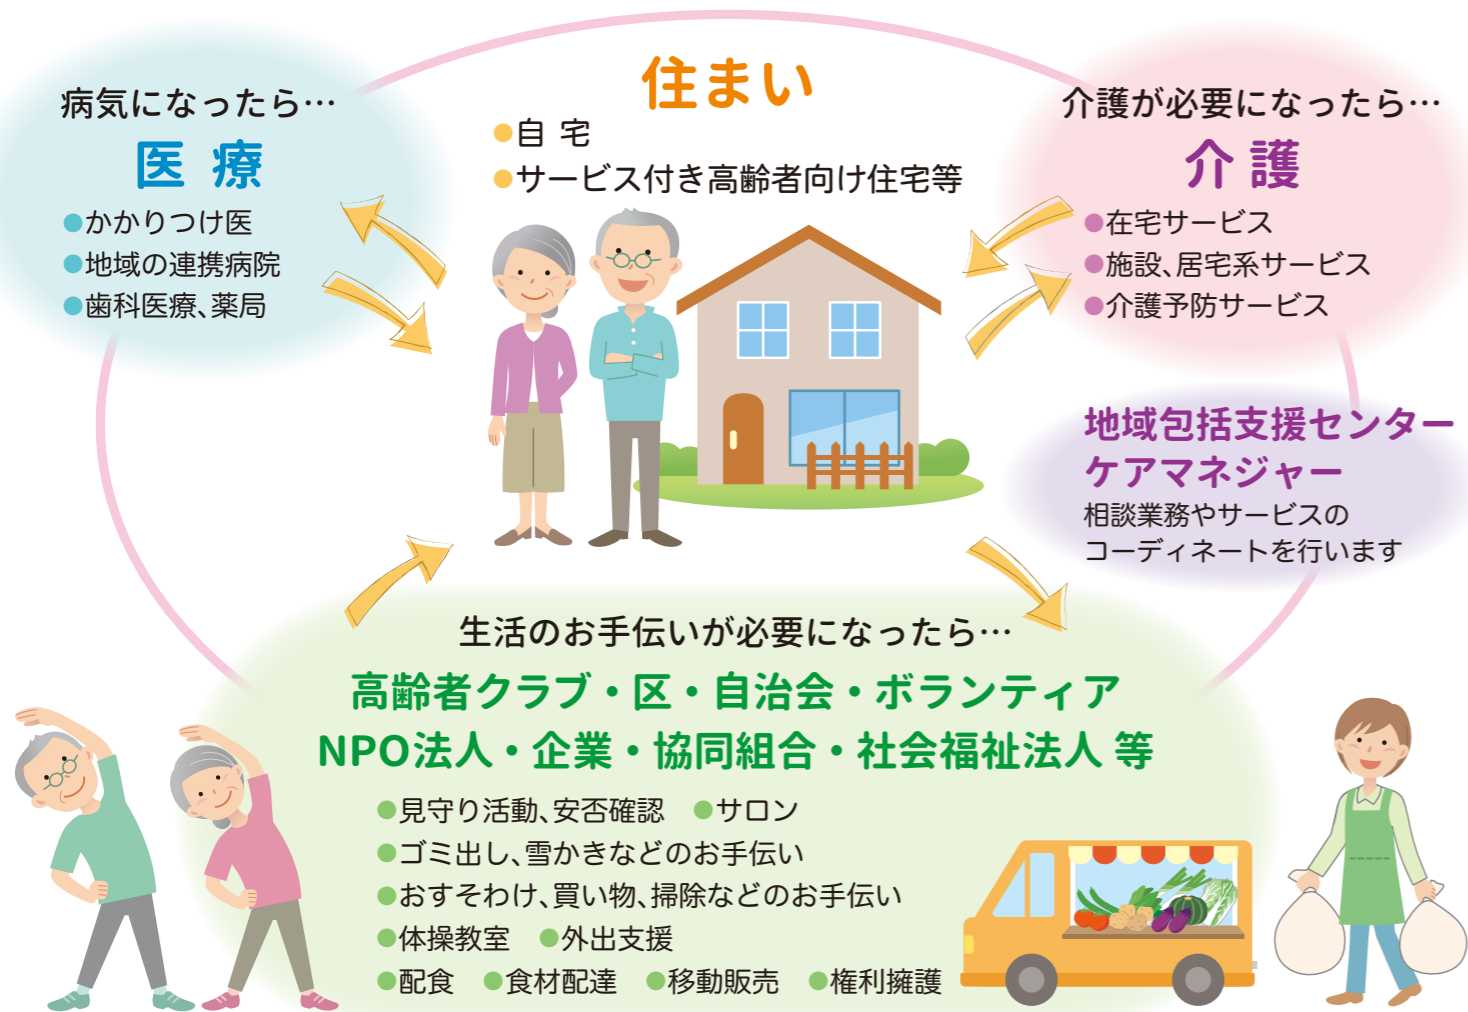 住まい
●自 宅
●サービス付き高齢者向け住宅等
病気になったら…
医 療
●かかりつけ医
●地域の連携病院
●歯科医療、薬局
介護が必要になったら…
介 護
●在宅サービス
●施設、居宅系サービス
●介護予防サービス
地域包括支援センター
ケアマネジャー
相談業務やサービスの
コーディネートを行います
生活のお手伝いが必要になったら…
高齢者クラブ・区・自治会・ボランティア
NPO法人・企業・協同組合・社会福祉法人 等
●見守り活動、安否確認 ●サロン
●ゴミ出し、雪かきなどのお手伝い
●おすそわけ、買い物、掃除などのお手伝い
●体操教室 ●外出支援
●配食 ●食材配達 ●移動販売 ●権利擁護